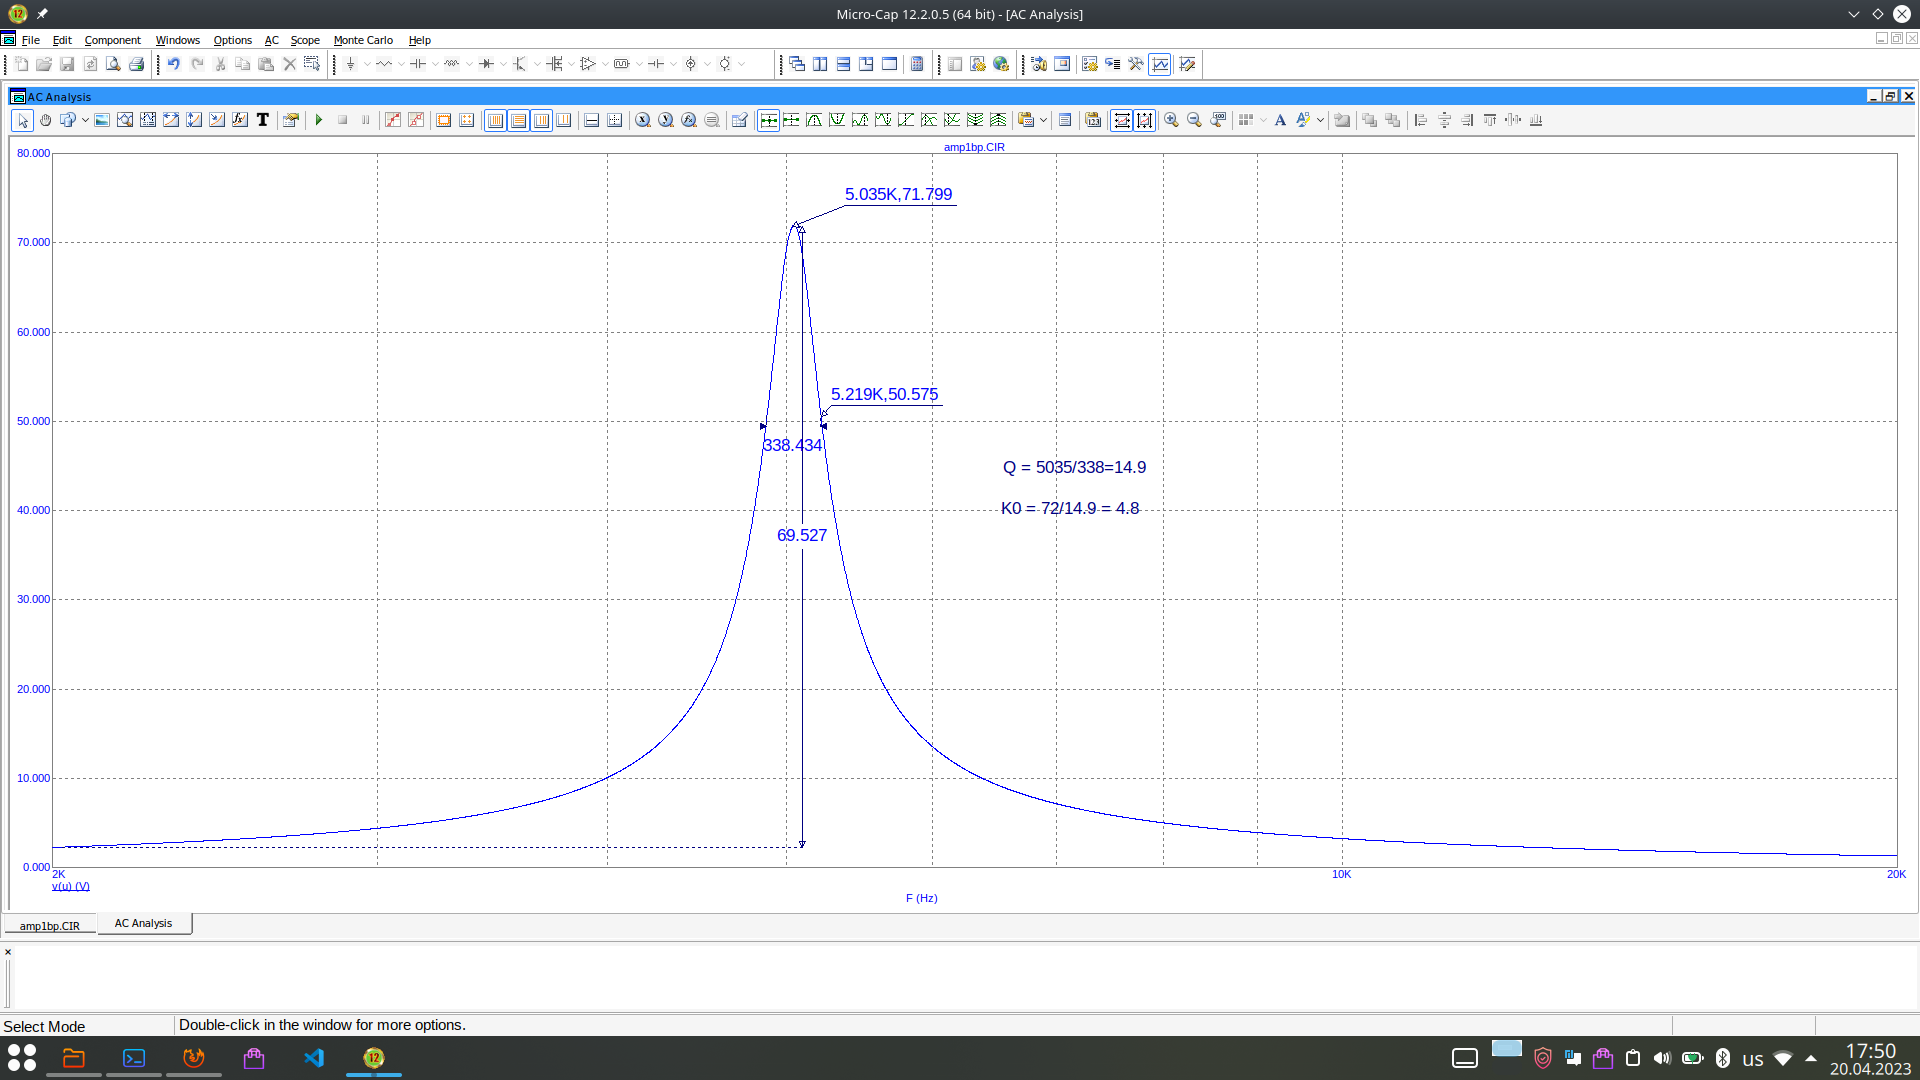 Micro-Cap 12.2.0.5 (64 bit) - [AC Analysis]
File Edit Component Windows Options AC Scope Monte Carlo Help
AC Analysis
amp1bp.CIR
80.000
5.035K,71.799
70.000
60.000
5.219K,50.575
50.000
338.434
Q = 5035/338=14.9
40.000
K0 = 72/14.9 = 4.8
69.527
30.000
20.000
10.000
0.000
2K 10K 20K
v(u) (V)
F (Hz)
amp1bp.CIR AC Analysis
Select Mode Double-click in the window for more options.
us 17:50
20.04.2023